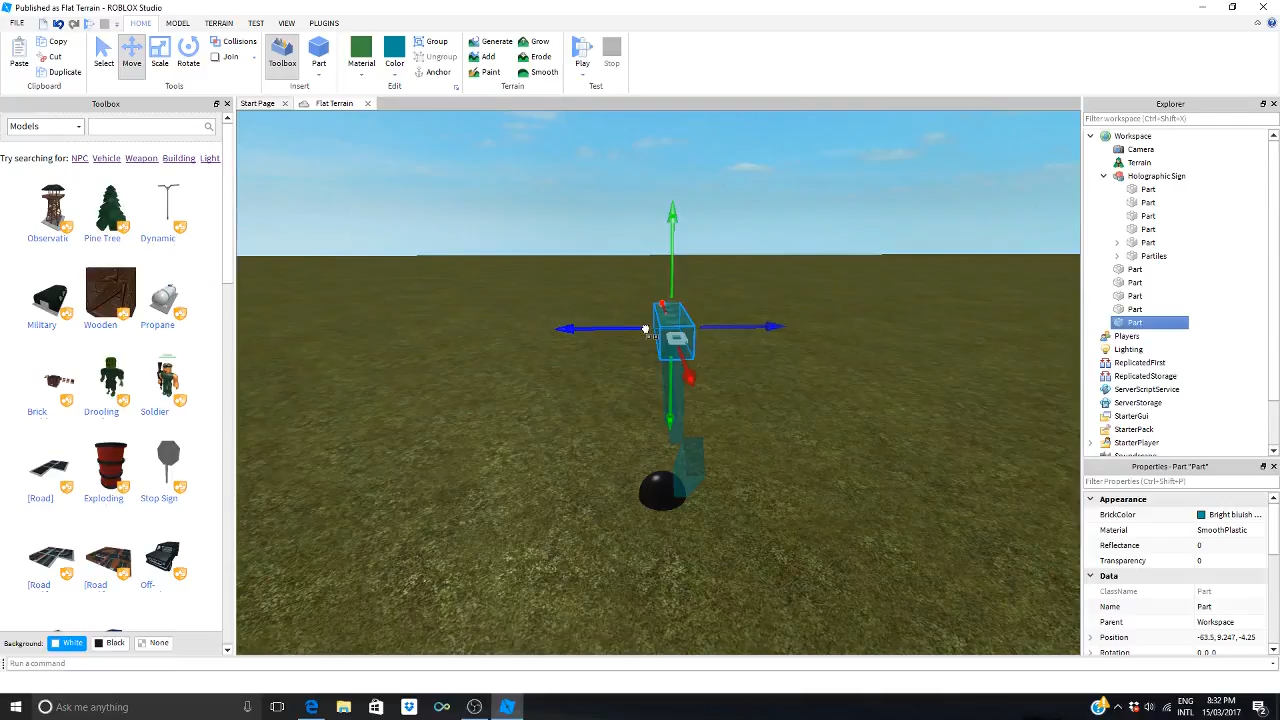 Published as Flat Terrain - ROBLOX Studio
FILE HOME MODEL TERRAIN TEST VIEW PLUGINS
Copy Select Move Scale Rotate Collisions Toolbox Part Material Color Group Generate Grow Play Stop
Paste Cut Join Ungroup Add Erode
Duplicate Anchor Paint Smooth
Clipboard Tools Insert Edit Terrain Test
Toolbox
Start Page Flat Terrain
Explorer
Models
Filter workspace (Ctrl+Shift+X)
Try searching for: NPC Vehicle Weapon Building Light
Observatic Pine Tree Dynamic
Military Wooden Propane
Brick Drooling Soldier
[Road] Exploding Stop Sign
[Road [Road Off-
Background: White Black None
Workspace
Camera
Terrain
Holographic Sign
Part
Part
Part
Part
Part
Partiles
Part
Part
Part
Part
Part
Players
Lighting
ReplicatedFirst
ReplicatedStorage
ServerScriptService
ServerStorage
StarterGui
StarterPack
StarterPlayer
Properties - Part "Part"
Filter Properties (Ctrl+Shift+P)
Appearance
BrickColor Bright bluish ...
Material SmoothPlastic
Reflectance 0
Transparency 0
Data
ClassName Part
Name Part
Parent Workspace
Position -63.5, 9.247, -4.25
Rotation 0, 0, 0
Run a command
Ask me anything
ENG 8:32 PM
INTL 15/03/2017